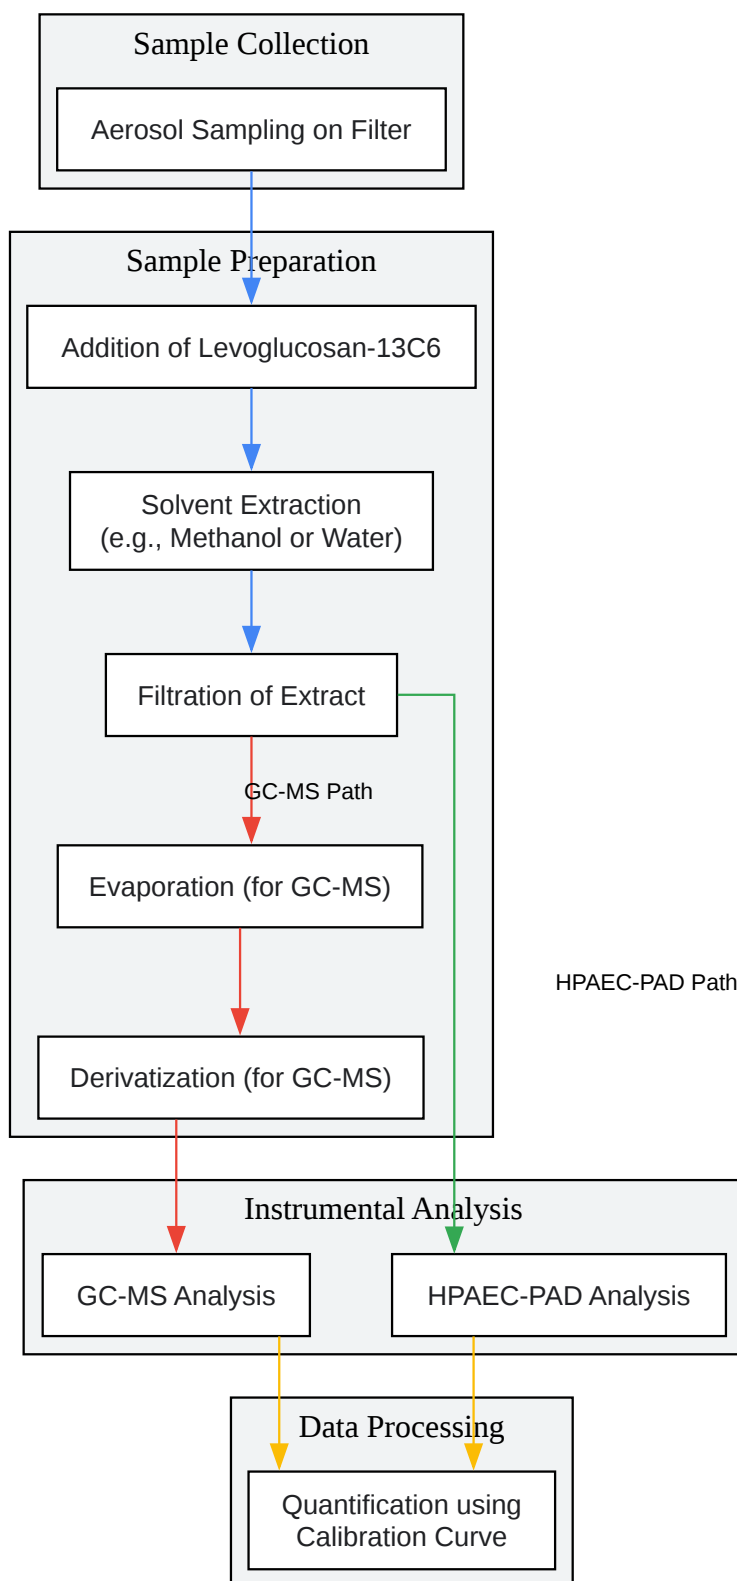 Sample Collection
Aerosol Sampling on Filter
Sample Preparation
Addition of Levoglucosan-13C6
Solvent Extraction
(e.g., Methanol or Water)
Filtration of Extract
GC-MS Path
Evaporation (for GC-MS)
HPAEC-PAD Path
Derivatization (for GC-MS)
Instrumental Analysis
GC-MS Analysis
HPAEC-PAD Analysis
Data Processing
Quantification using
Calibration Curve